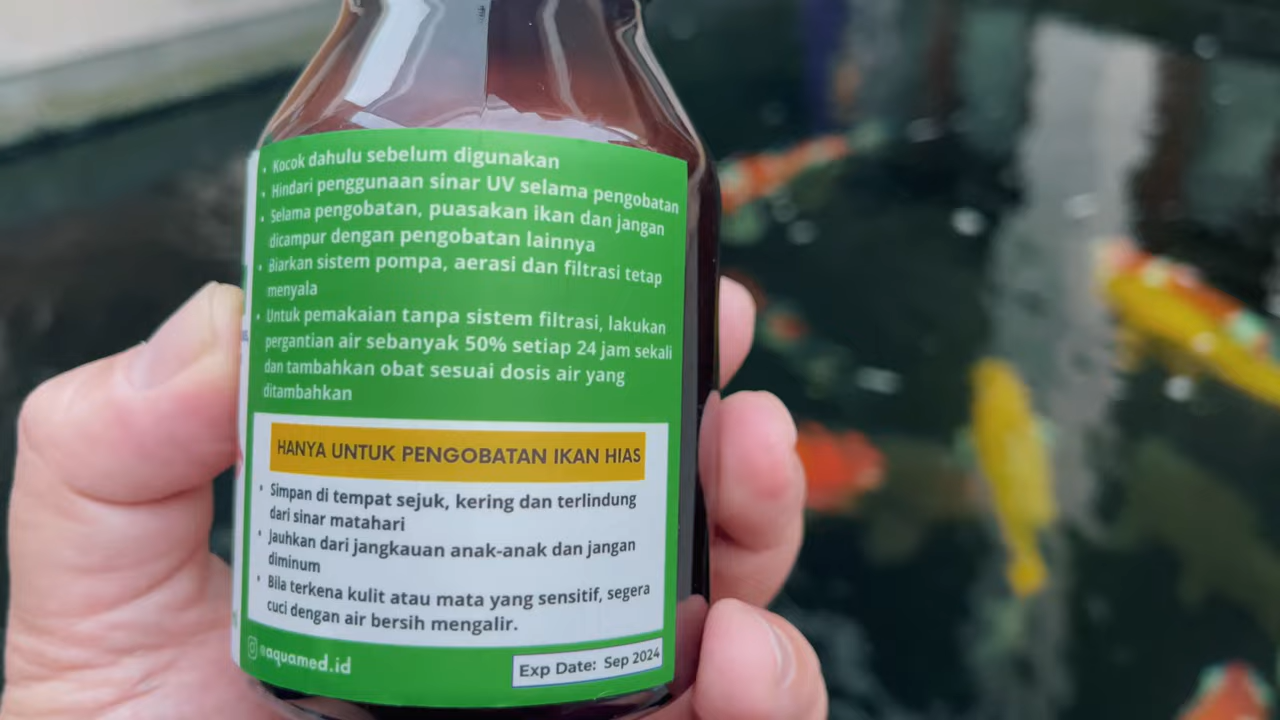 • Kocok dahulu sebelum digunakan
• Hindari penggunaan sinar UV selama pengobatan
• Selama pengobatan, puasakan ikan dan jangan
dicampur dengan pengobatan lainnya
• Biarkan sistem pompa, aerasi dan filtrasi tetap
menyala
• Untuk pemakaian tanpa sistem filtrasi, lakukan
pergantian air sebanyak 50% setiap 24 jam sekali
dan tambahkan obat sesuai dosis air yang
ditambahkan
HANYA UNTUK PENGOBATAN IKAN HIAS
• Simpan di tempat sejuk, kering dan terlindung
dari sinar matahari
• Jauhkan dari jangkauan anak-anak dan jangan
diminum
• Bila terkena kulit atau mata yang sensitif, segera
cuci dengan air bersih mengalir.
@aquamed.id
Exp Date: Sep 2024